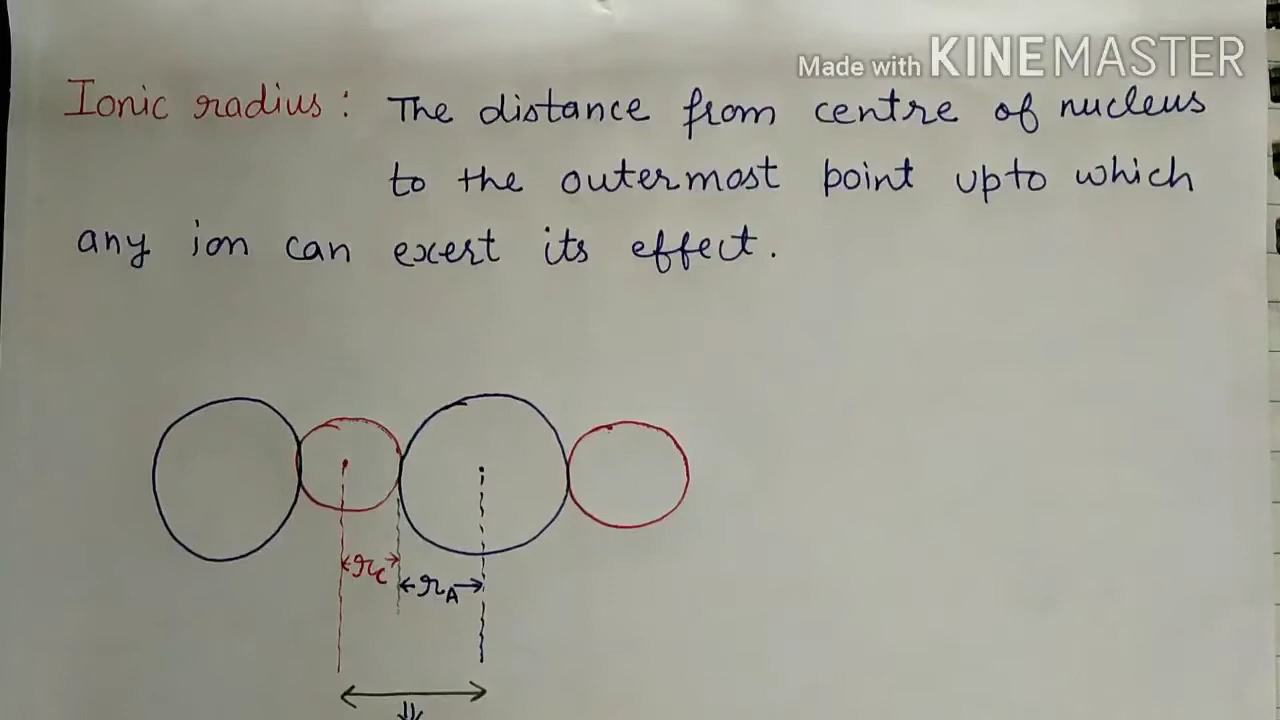 Made with KINEMASTER
Ionic radius : The distance from centre of nucleus
to the outermost point upto which
any ion can exert its effect.
rc
rA